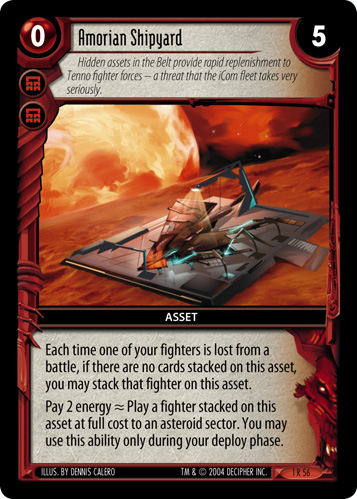 0 Amorian Shipyard 5
Hidden assets in the Belt provide rapid replenishment to
Tenno fighter forces – a threat that the iCom fleet takes very
seriously.
ASSET
Each time one of your fighters is lost from a
battle, if there are no cards stacked on this asset,
you may stack that fighter on this asset.
Pay 2 energy ≈ Play a fighter stacked on this
asset at full cost to an asteroid sector. You may
use this ability only during your deploy phase.
ILLUS. BY DENNIS CALERO TM & © 2004 DECIPHER INC. 1 R 56